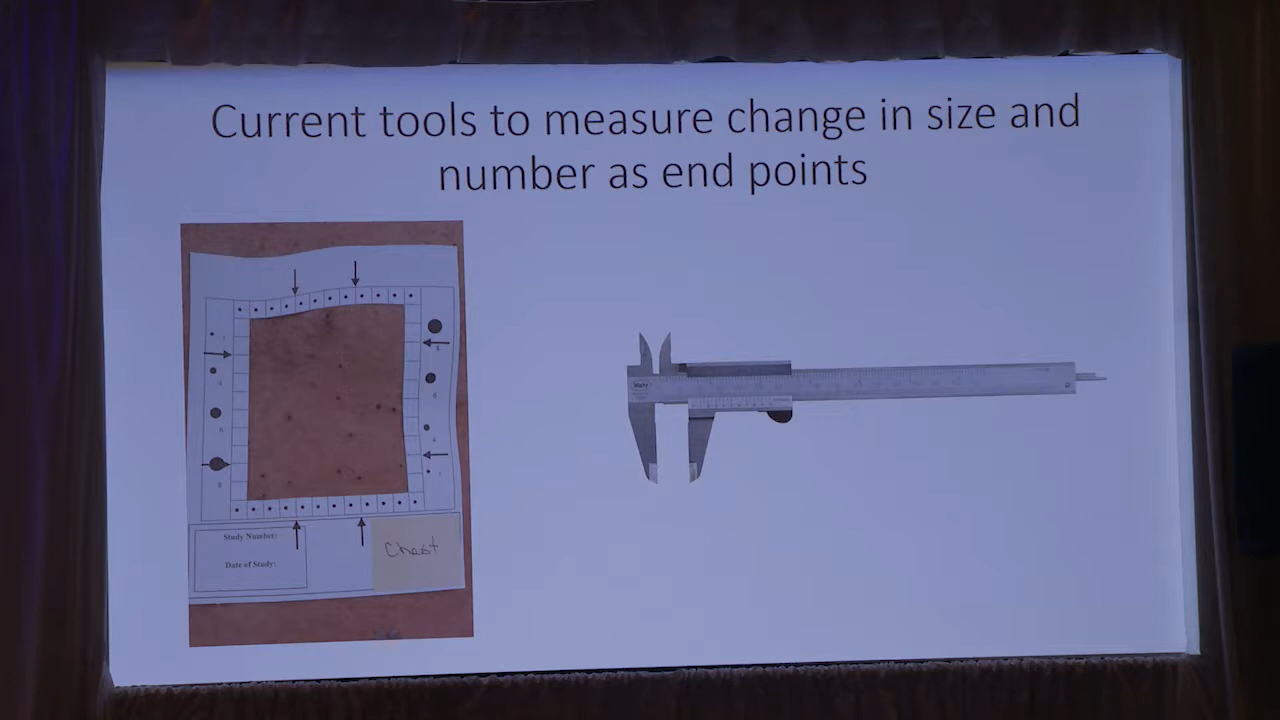 Current tools to measure change in size and
number as end points
Study Number:
Date of Study:
Chest